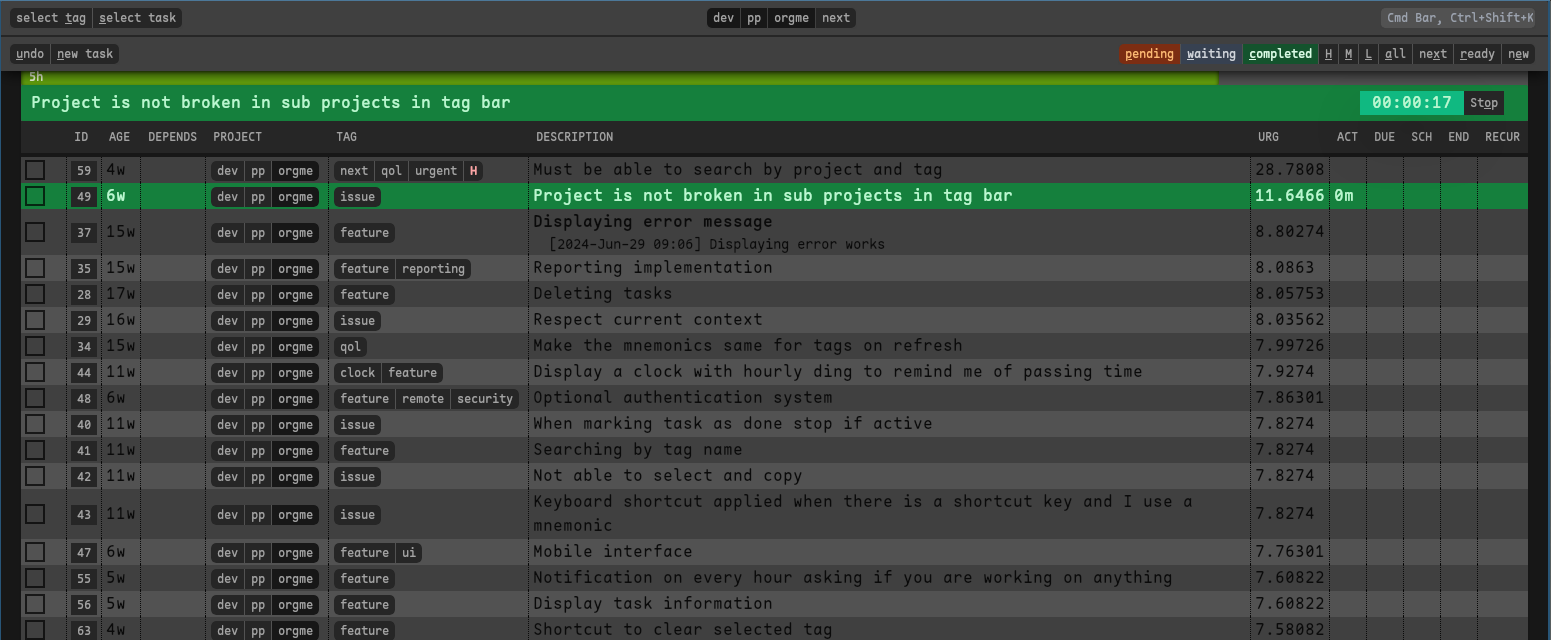 select tag select task dev pp orgme next Cmd Bar, Ctrl+Shift+K
undo new task pending waiting completed H M L all next ready new
5h
Project is not broken in sub projects in tag bar 00:00:17 Stop
ID AGE DEPENDS PROJECT TAG DESCRIPTION URG ACT DUE SCH END RECUR
59 4w dev pp orgme next qol urgent H Must be able to search by project and tag 28.7808
49 6w dev pp orgme issue Project is not broken in sub projects in tag bar 11.6466 0m
37 15w dev pp orgme feature Displaying error message 8.80274
[2024-Jun-29 09:06] Displaying error works
35 15w dev pp orgme feature reporting Reporting implementation 8.0863
28 17w dev pp orgme feature Deleting tasks 8.05753
29 16w dev pp orgme issue Respect current context 8.03562
34 15w dev pp orgme qol Make the mnemonics same for tags on refresh 7.99726
44 11w dev pp orgme clock feature Display a clock with hourly ding to remind me of passing time 7.9274
48 6w dev pp orgme feature remote security Optional authentication system 7.86301
40 11w dev pp orgme issue When marking task as done stop if active 7.8274
41 11w dev pp orgme feature Searching by tag name 7.8274
42 11w dev pp orgme issue Not able to select and copy 7.8274
43 11w dev pp orgme issue Keyboard shortcut applied when there is a shortcut key and I use a 7.8274
mnemonic
47 6w dev pp orgme feature ui Mobile interface 7.76301
55 5w dev pp orgme feature Notification on every hour asking if you are working on anything 7.60822
56 5w dev pp orgme feature Display task information 7.60822
63 4w dev pp orgme feature Shortcut to clear selected tag 7.58082